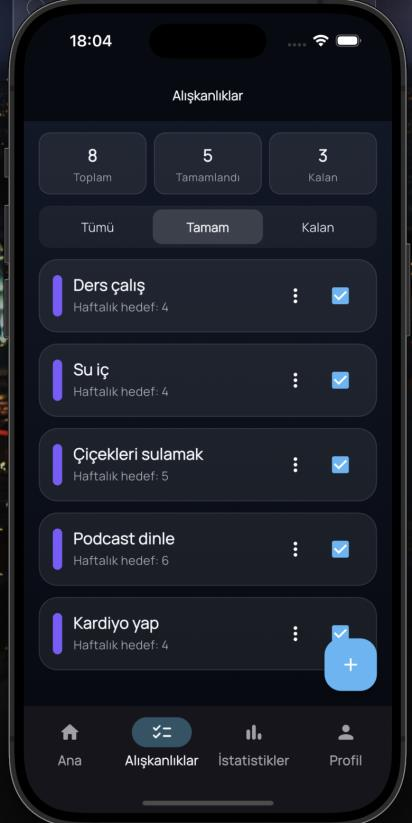 18:04
Alışkanlıklar
8
Toplam
5
Tamamlandı
3
Kalan
Tümü
Tamam
Kalan
Ders çalış
Haftalık hedef: 4
Su iç
Haftalık hedef: 4
Çiçekleri sulamak
Haftalık hedef: 5
Podcast dinle
Haftalık hedef: 6
Kardiyo yap
Haftalık hedef: 4
+
Ana
Alışkanlıklar
İstatistikler
Profil